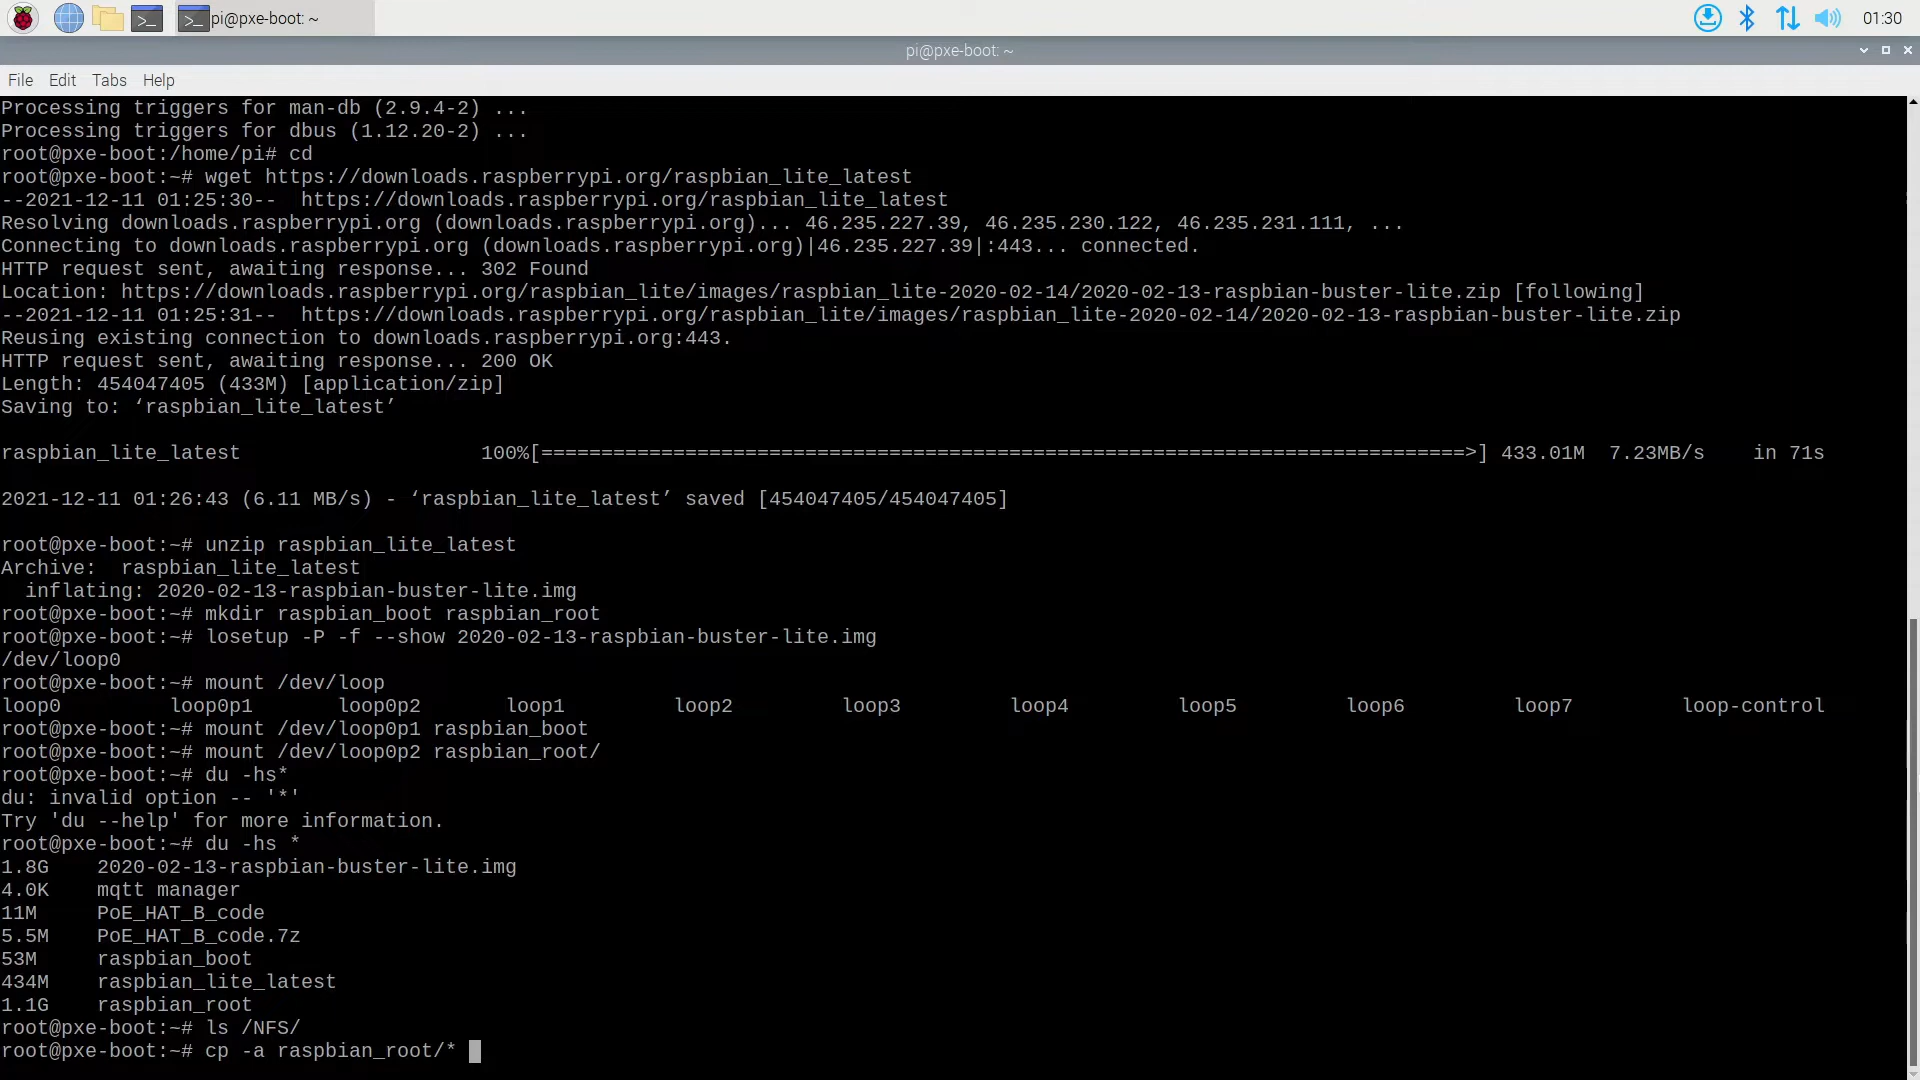 pi@pxe-boot: ~
01:30
pi@pxe-boot: ~
File Edit Tabs Help
Processing triggers for man-db (2.9.4-2) ...
Processing triggers for dbus (1.12.20-2) ...
root@pxe-boot:/home/pi# cd
root@pxe-boot:~# wget https://downloads.raspberrypi.org/raspbian_lite_latest
--2021-12-11 01:25:30--  https://downloads.raspberrypi.org/raspbian_lite_latest
Resolving downloads.raspberrypi.org (downloads.raspberrypi.org)... 46.235.227.39, 46.235.230.122, 46.235.231.111, ...
Connecting to downloads.raspberrypi.org (downloads.raspberrypi.org)|46.235.227.39|:443... connected.
HTTP request sent, awaiting response... 302 Found
Location: https://downloads.raspberrypi.org/raspbian_lite/images/raspbian_lite-2020-02-14/2020-02-13-raspbian-buster-lite.zip [following]
--2021-12-11 01:25:31--  https://downloads.raspberrypi.org/raspbian_lite/images/raspbian_lite-2020-02-14/2020-02-13-raspbian-buster-lite.zip
Reusing existing connection to downloads.raspberrypi.org:443.
HTTP request sent, awaiting response... 200 OK
Length: 454047405 (433M) [application/zip]
Saving to: ‘raspbian_lite_latest’
raspbian_lite_latest 100%[=============================================================================>] 433.01M 7.23MB/s in 71s
2021-12-11 01:26:43 (6.11 MB/s) - ‘raspbian_lite_latest’ saved [454047405/454047405]
root@pxe-boot:~# unzip raspbian_lite_latest
Archive:  raspbian_lite_latest
inflating: 2020-02-13-raspbian-buster-lite.img
root@pxe-boot:~# mkdir raspbian_boot raspbian_root
root@pxe-boot:~# losetup -P -f --show 2020-02-13-raspbian-buster-lite.img
/dev/loop0
root@pxe-boot:~# mount /dev/loop
loop0 loop0p1 loop0p2 loop1 loop2 loop3 loop4 loop5 loop6 loop7 loop-control
root@pxe-boot:~# mount /dev/loop0p1 raspbian_boot
root@pxe-boot:~# mount /dev/loop0p2 raspbian_root/
root@pxe-boot:~# du -hs*
du: invalid option -- '*'
Try 'du --help' for more information.
root@pxe-boot:~# du -hs *
1.8G 2020-02-13-raspbian-buster-lite.img
4.0K mqtt manager
11M PoE_HAT_B_code
5.5M PoE_HAT_B_code.7z
53M raspbian_boot
434M raspbian_lite_latest
1.1G raspbian_root
root@pxe-boot:~# ls /NFS/
root@pxe-boot:~# cp -a raspbian_root/*